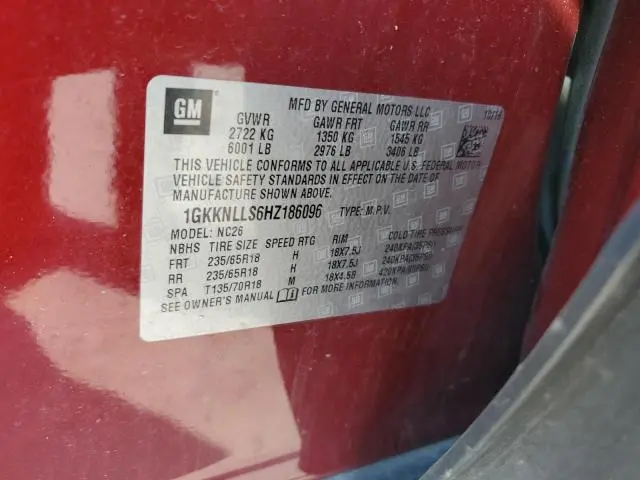 GM
MFD BY GENERAL MOTORS LLC
GVWR GAWR FRT GAWR RR
2722 KG 1350 KG 1545 KG
6001 LB 2976 LB 3406 LB
THIS VEHICLE CONFORMS TO ALL APPLICABLE U.S. FEDERAL MOTOR
VEHICLE SAFETY STANDARDS IN EFFECT ON THE DATE OF
MANUFACTURE SHOWN ABOVE.
1GKKNLLS6HZ186096 TYPE: M.P.V.
MODEL: NC26
NBHS TIRE SIZE SPEED RTG RIM COLD TIRE PRESSURE
FRT 235/65R18 H 18X7.5J 240KPA(35PSI)
RR 235/65R18 H 18X7.5J 240KPA(35PSI)
SPA T135/70R18 M 18X4.5B 420KPA(60PSI)
SEE OWNER'S MANUAL FOR MORE INFORMATION.